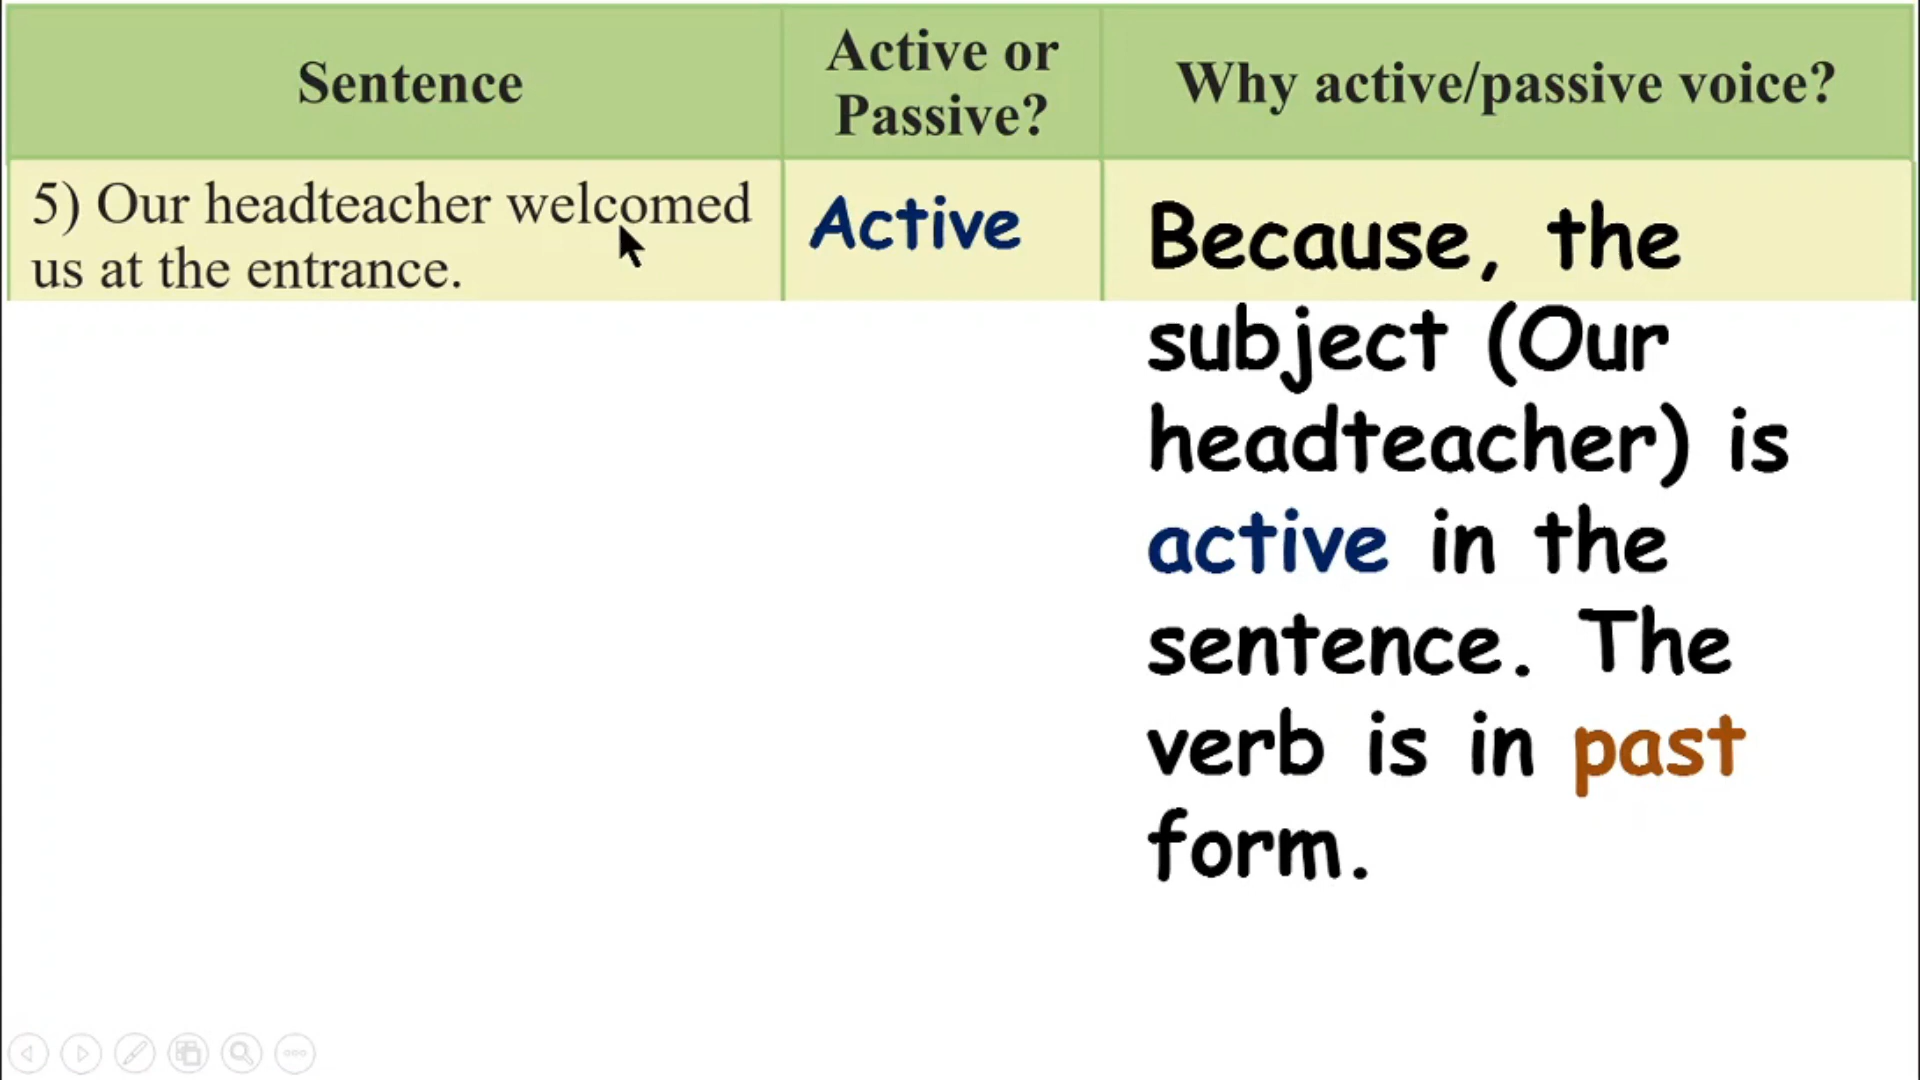 Sentence
Active or
Passive?
Why active/passive voice?
5) Our headteacher welcomed
us at the entrance.
Active
Because, the
subject (Our
headteacher) is
active in the
sentence. The
verb is in past
form.